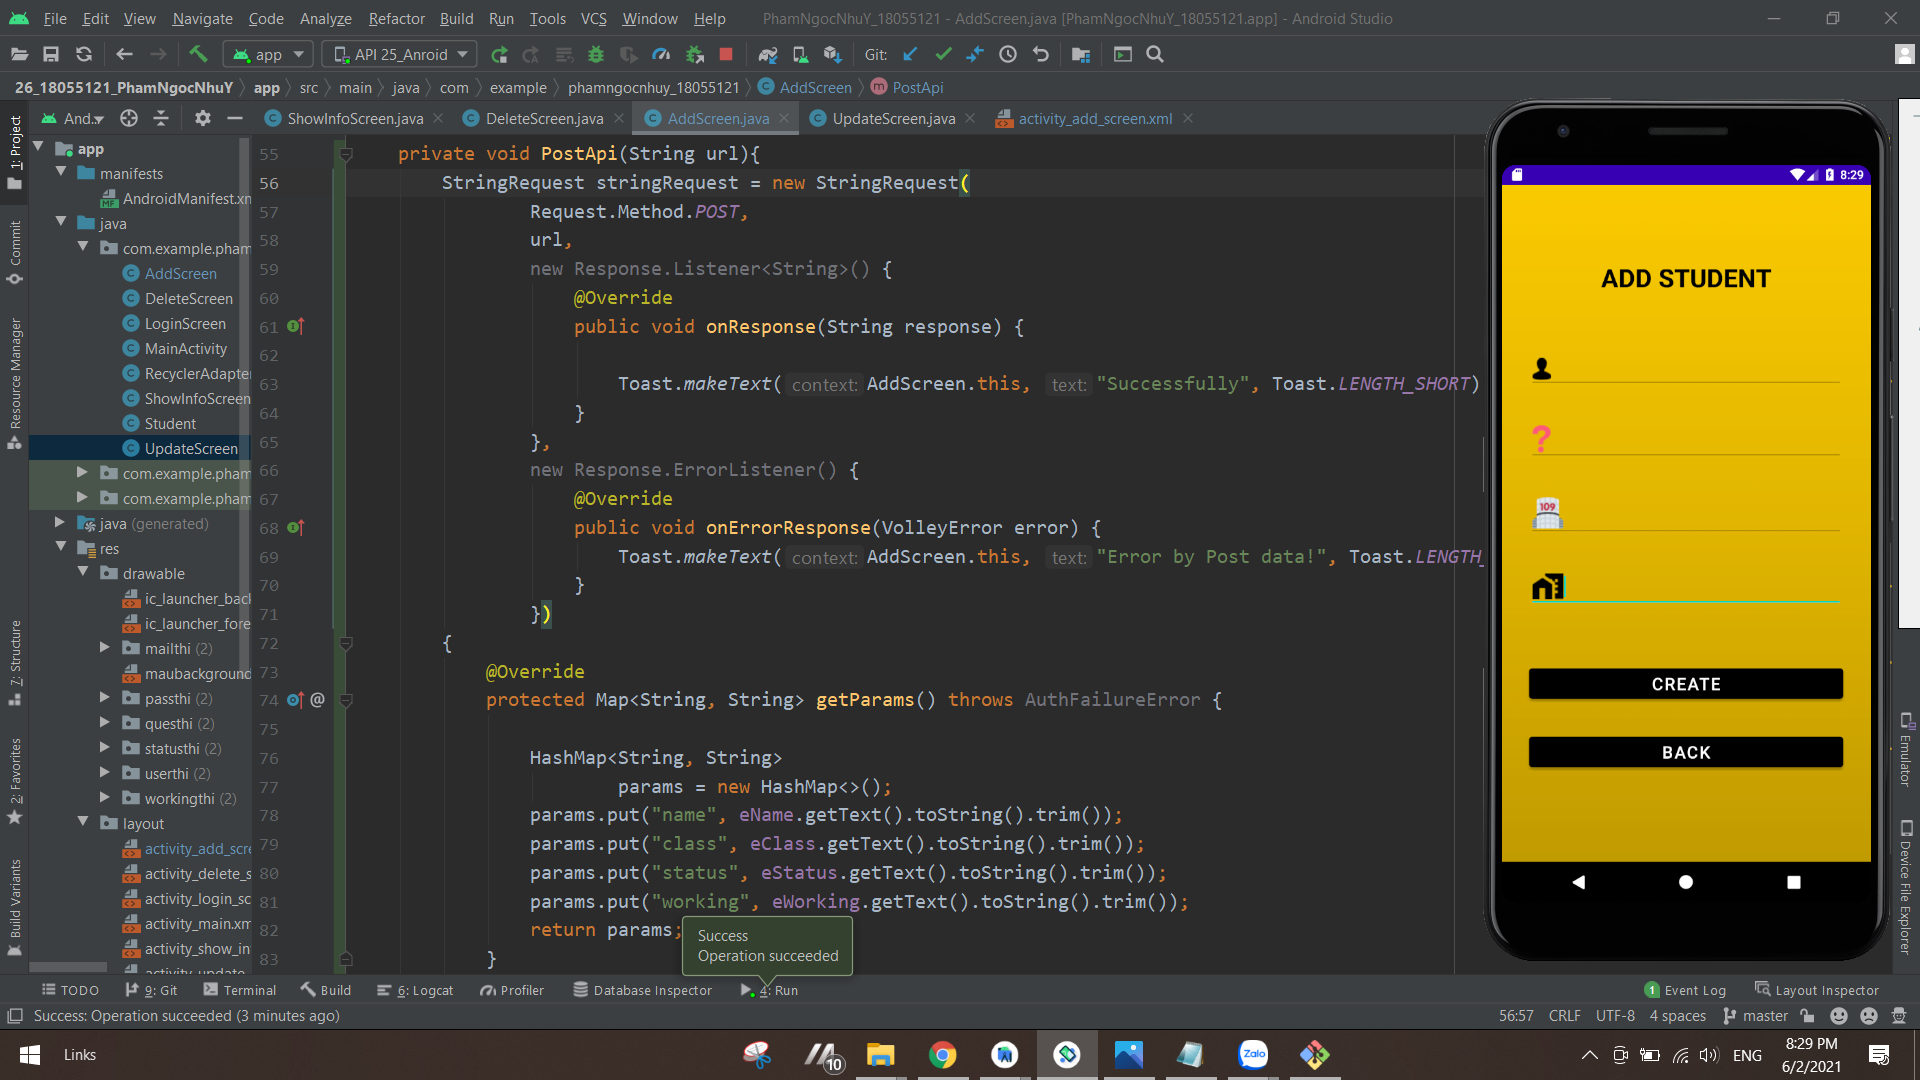 File Edit View Navigate Code Analyze Refactor Build Run Tools VCS Window Help PhamNgocNhuY_18055121 - AddScreen.java [PhamNgocNhuY_18055121.app] - Android Studio
app API 25_Anroid Git:
26_18055121_PhamNgocNhuY app src main java com example phamngocnhuy_18055121 AddScreen PostApi
And... ShowInfoScreen.java DeleteScreen.java AddScreen.java UpdateScreen.java activity_add_screen.xml
1: Project
Commit
Resource Manager
7: Structure
2: Favorites
Build Variants
app
manifests
AndroidManifest.xm
java
com.example.pham
AddScreen
DeleteScreen
LoginScreen
MainActivity
RecyclerAdapte
ShowInfoScreen
Student
UpdateScreen
com.example.pham
com.example.pham
java (generated)
res
drawable
ic_launcher_bac
ic_launcher_fore
mailthi (2)
maubackground
passthi (2)
questhi (2)
statusthi (2)
userthi (2)
workingthi (2)
layout
activity_add_scre
activity_delete_s
activity_login_sc
activity_main.xm
activity_show_in
activity_update
55 private void PostApi(String url){
56 StringRequest stringRequest = new StringRequest(
57 Request.Method.POST,
58 url,
59 new Response.Listener<String>() {
60 @Override
61 public void onResponse(String response) {
62
63 Toast.makeText( context: AddScreen.this, text: "Successfully", Toast.LENGTH_SHORT)
64 }
65 },
66 new Response.ErrorListener() {
67 @Override
68 public void onErrorResponse(VolleyError error) {
69 Toast.makeText( context: AddScreen.this, text: "Error by Post data!", Toast.LENGTH_
70 }
71 })
72 {
73 @Override
74 @ protected Map<String, String> getParams() throws AuthFailureError {
75
76 HashMap<String, String>
77 params = new HashMap<>();
78 params.put("name", eName.getText().toString().trim());
79 params.put("class", eClass.getText().toString().trim());
80 params.put("status", eStatus.getText().toString().trim());
81 params.put("working", eWorking.getText().toString().trim());
82 return params;
83 }
Success
Operation succeeded
8:29
ADD STUDENT
?
109
CREATE
BACK
Emulator
Device File Explorer
TODO 9: Git Terminal Build 6: Logcat Profiler Database Inspector 4: Run 1 Event Log Layout Inspector
Success: Operation succeeded (3 minutes ago) 56:57 CRLF UTF-8 4 spaces master
Links 10 Zalo ENG 8:29 PM
6/2/2021